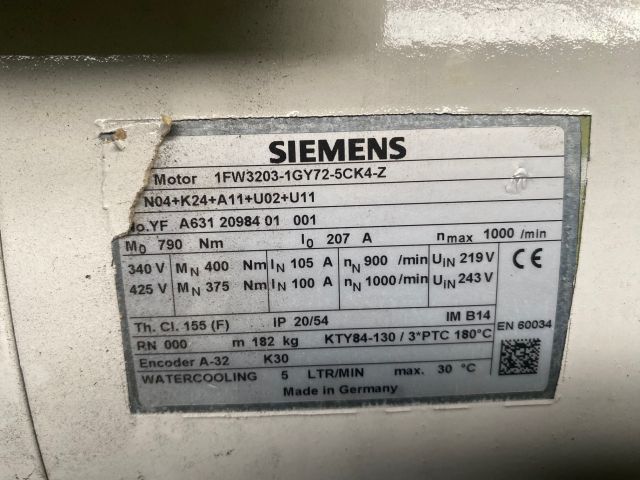 SIEMENS
Motor 1FW3203-1GY72-5CK4-Z
N04+K24+A11+U02+U11
No.YF A631 20984 01 001
M0 790 Nm I0 207 A nmax 1000 /min
340 V MN 400 Nm IN 105 A nN 900 /min UiN 219 V CE
425 V MN 375 Nm IN 100 A nN 1000 /min UiN 243 V
Th. Cl. 155 (F) IP 20/54 IM B14
RN 000 m 182 kg KTY84-130 / 3*PTC 180°C EN 60034
Encoder A-32 K30
WATERCOOLING 5 LTR/MIN max. 30 °C
Made in Germany